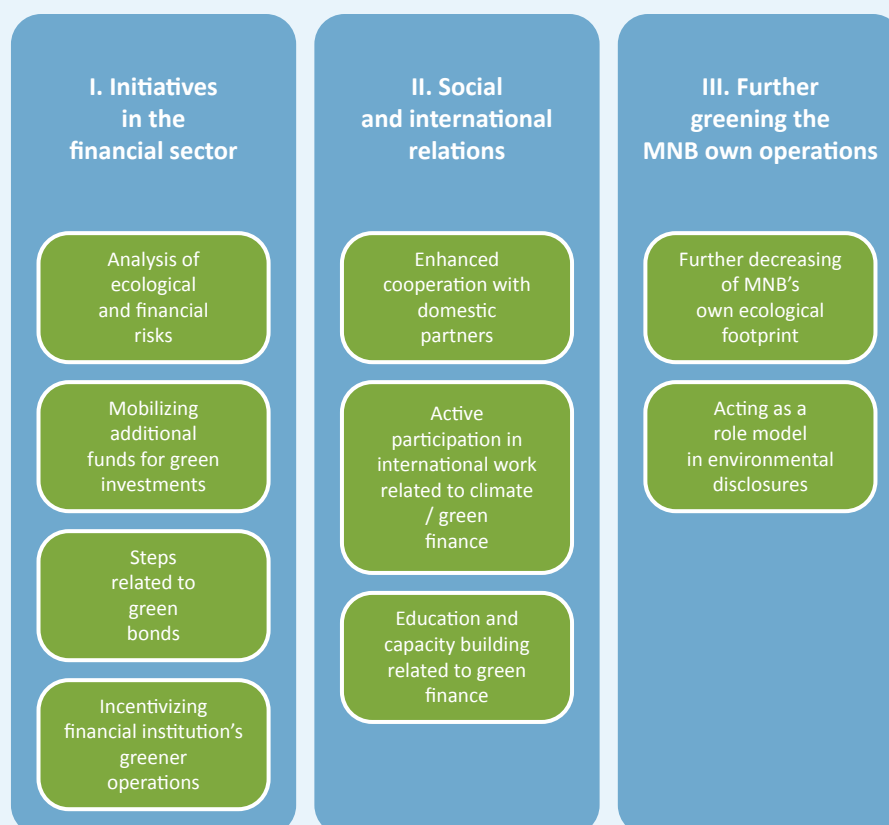 I. Initiatives
in the
financial sector
Analysis of
ecological
and financial
risks
Mobilizing
additional
funds for green
investments
Steps
related to
green
bonds
Incentivizing
financial institution’s
greener
operations
II. Social
and international
relations
Enhanced
cooperation with
domestic
partners
Active
participation in
international work
related to climate
/ green
finance
Education and
capacity building
related to green
finance
III. Further
greening the
MNB own operations
Further decreasing
of MNB’s
own ecological
footprint
Acting as a
role model
in environmental
disclosures